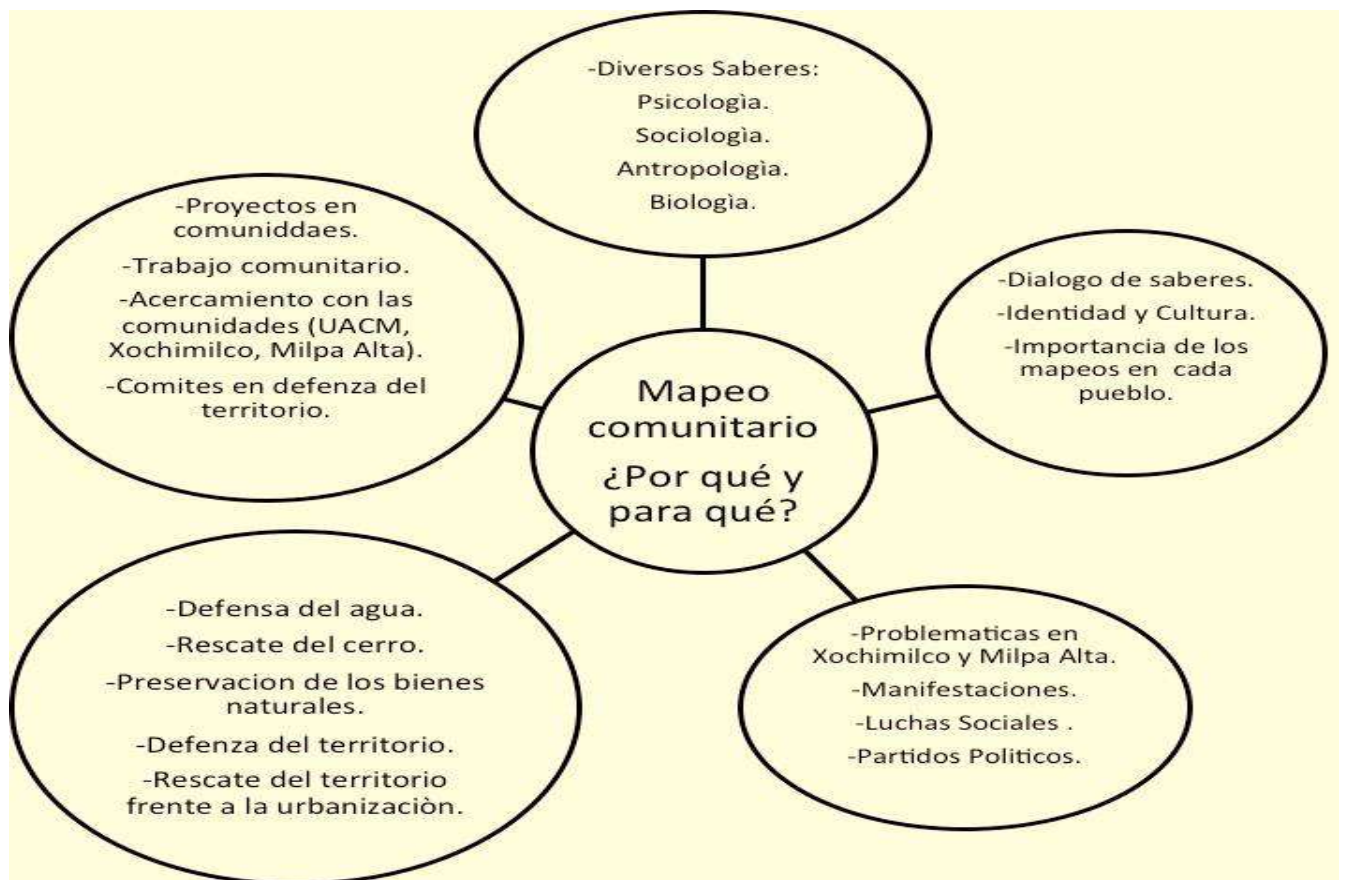 -Diversos Saberes:
Psicologìa.
Sociologìa.
Antropologìa.
Biologìa.
-Proyectos en
comuniddaes.
-Trabajo comunitario.
-Acercamiento con las
comunidades (UACM,
Xochimilco, Milpa Alta).
-Comites en defenza del
territorio.
-Dialogo de saberes.
-Identidad y Cultura.
-Importancia de los
mapeos en cada
pueblo.
Mapeo
comunitario
¿Por qué y
para qué?
-Defensa del agua.
-Rescate del cerro.
-Preservacion de los bienes
naturales.
-Defenza del territorio.
-Rescate del territorio
frente a la urbanizaciòn.
-Problematicas en
Xochimilco y Milpa Alta.
-Manifestaciones.
-Luchas Sociales .
-Partidos Politicos.